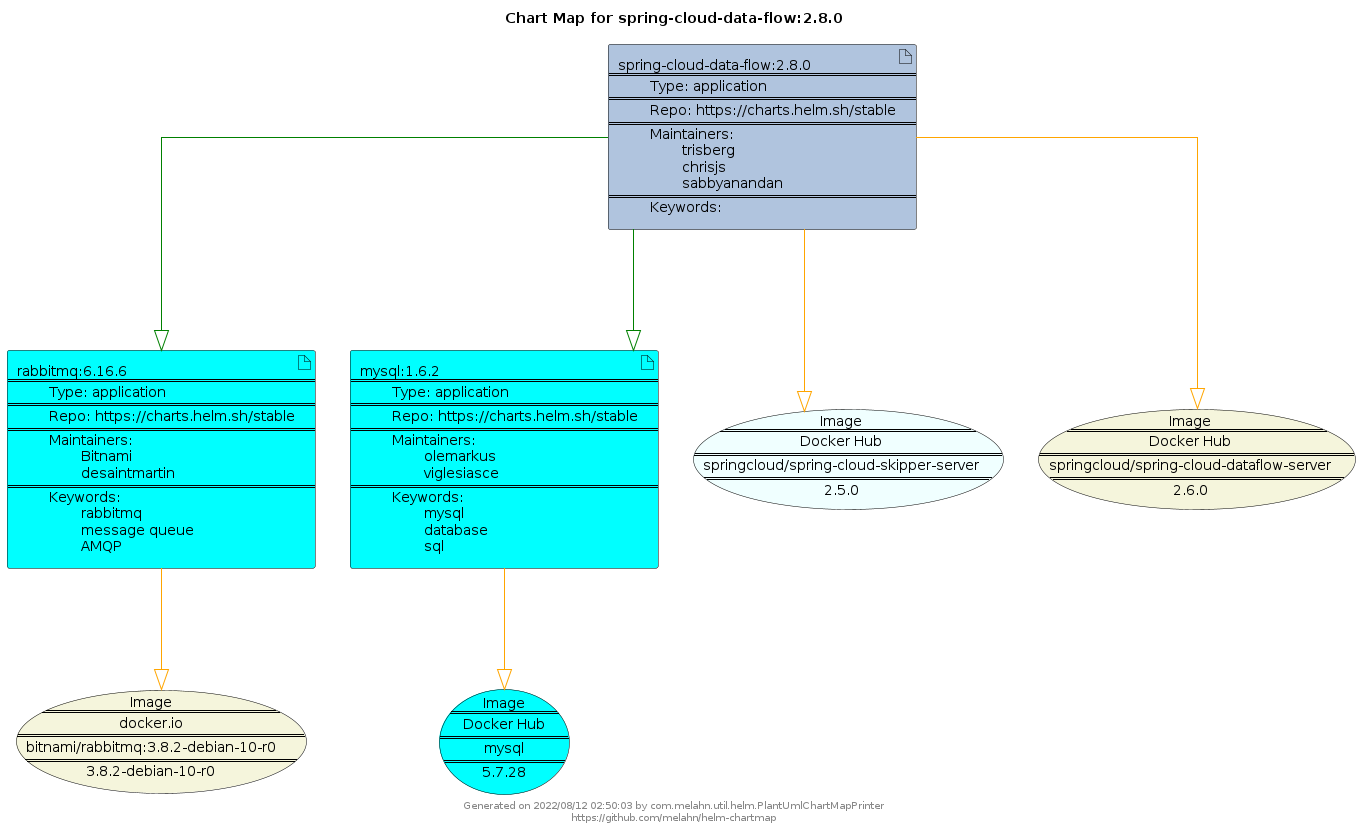 Chart Map for spring-cloud-data-flow:2.8.0
spring-cloud-data-flow:2.8.0
Type: application
Repo: https://charts.helm.sh/stable
Maintainers:
trisberg
chrisjs
sabbyanandan
Keywords:
rabbitmq:6.16.6
Type: application
Repo: https://charts.helm.sh/stable
Maintainers:
Bitnami
desaintmartin
Keywords:
rabbitmq
message queue
AMQP
mysql:1.6.2
Type: application
Repo: https://charts.helm.sh/stable
Maintainers:
olemarkus
viglesiasce
Keywords:
mysql
database
sql
Image
Docker Hub
springcloud/spring-cloud-skipper-server
2.5.0
Image
Docker Hub
springcloud/spring-cloud-dataflow-server
2.6.0
Image
docker.io
bitnami/rabbitmq:3.8.2-debian-10-r0
3.8.2-debian-10-r0
Image
Docker Hub
mysql
5.7.28
Generated on 2022/08/12 02:50:03 by com.melahn.util.helm.PlantUmlChartMapPrinter
https://github.com/melahn/helm-chartmap